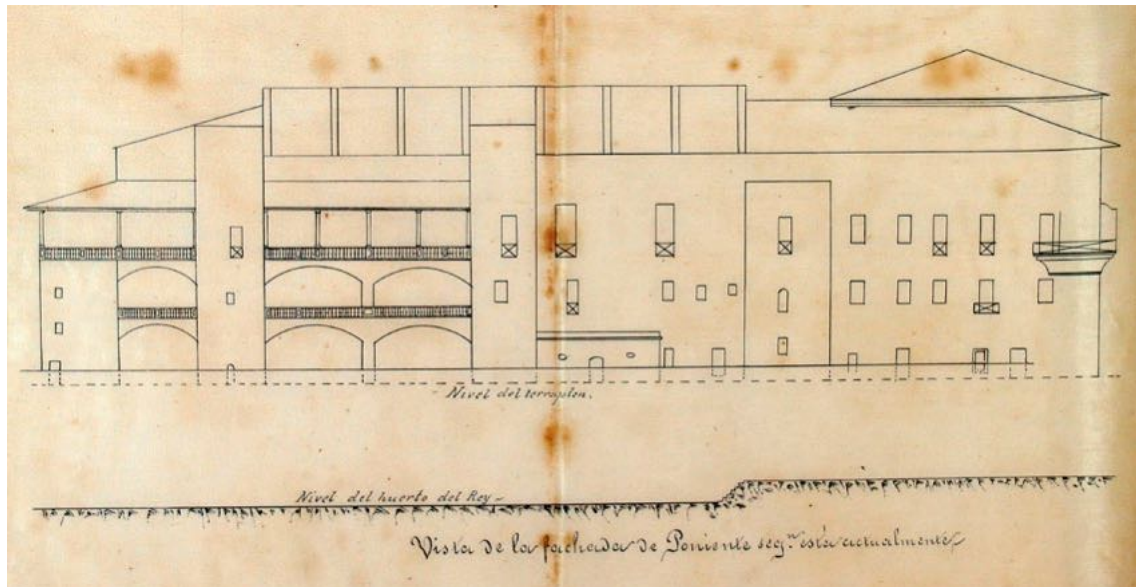 Nivel del terraplen.
Nivel del huerto del Rey
Vista de la fachada de Poniente seg.ⁿ está actualmente